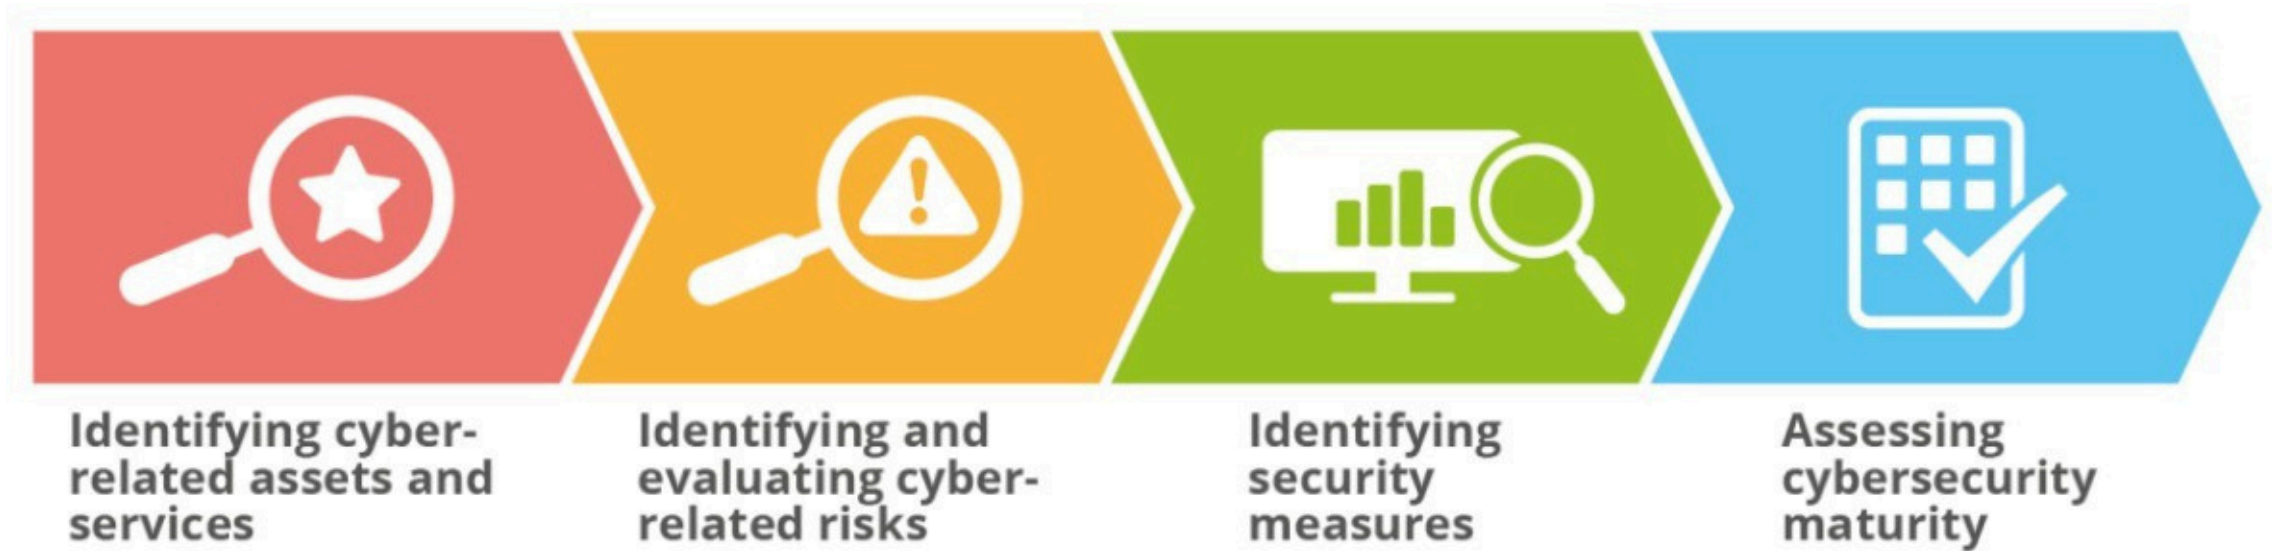 Identifying cyber-
related assets and
services
Identifying and
evaluating cyber-
related risks
Identifying
security
measures
Assessing
cybersecurity
maturity